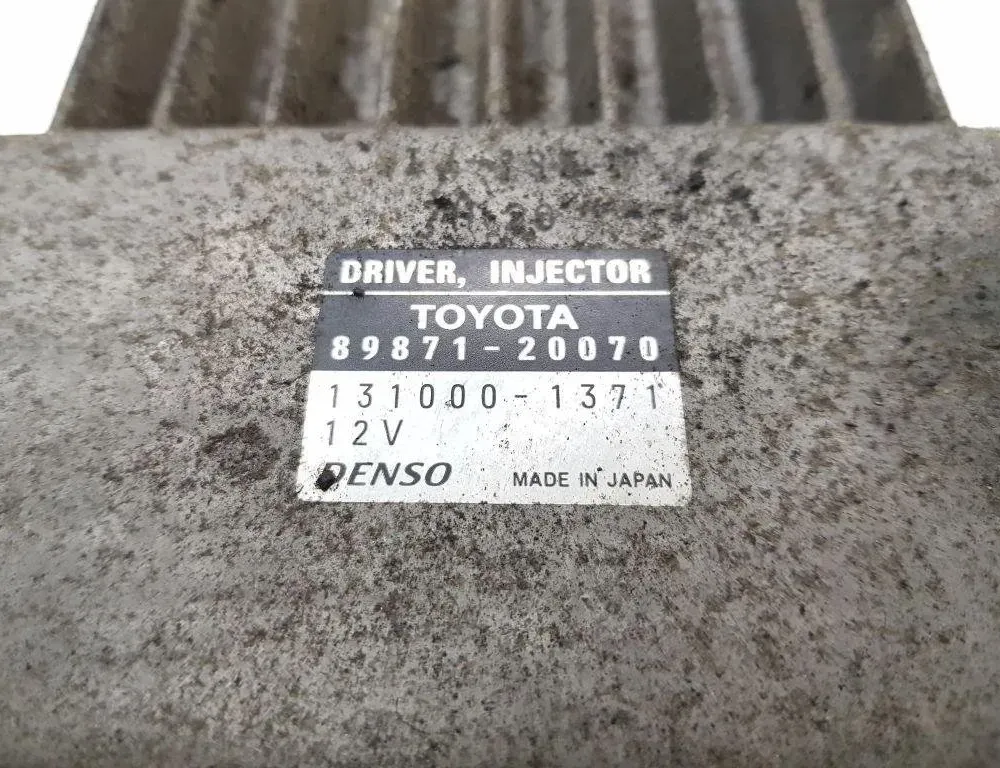 DRIVER, INJECTOR
TOYOTA
89871-20070
131000-1371
12V
DENSO MADE IN JAPAN